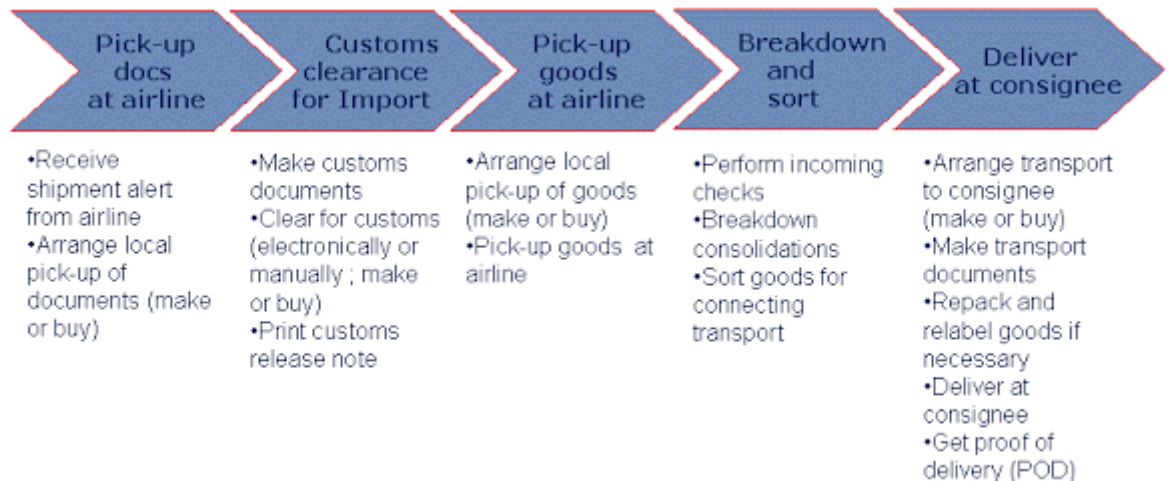 Pick-up
docs
at airline
Customs
clearance
for Import
Pick-up
goods
at airline
Breakdown
and
sort
Deliver
at consignee
•Receive
shipment alert
from airline
•Arrange local
pick-up of
documents (make
or buy)
•Make customs
documents
•Clear for customs
(electronically or
manually ; make
or buy)
•Print customs
release note
•Arrange local
pick-up of goods
(make or buy)
•Pick-up goods at
airline
•Perform incoming
checks
•Breakdown
consolidations
•Sort goods for
connecting
transport
•Arrange transport
to consignee
(make or buy)
•Make transport
documents
•Repack and
relabel goods if
necessary
•Deliver at
consignee
•Get proof of
delivery (POD)